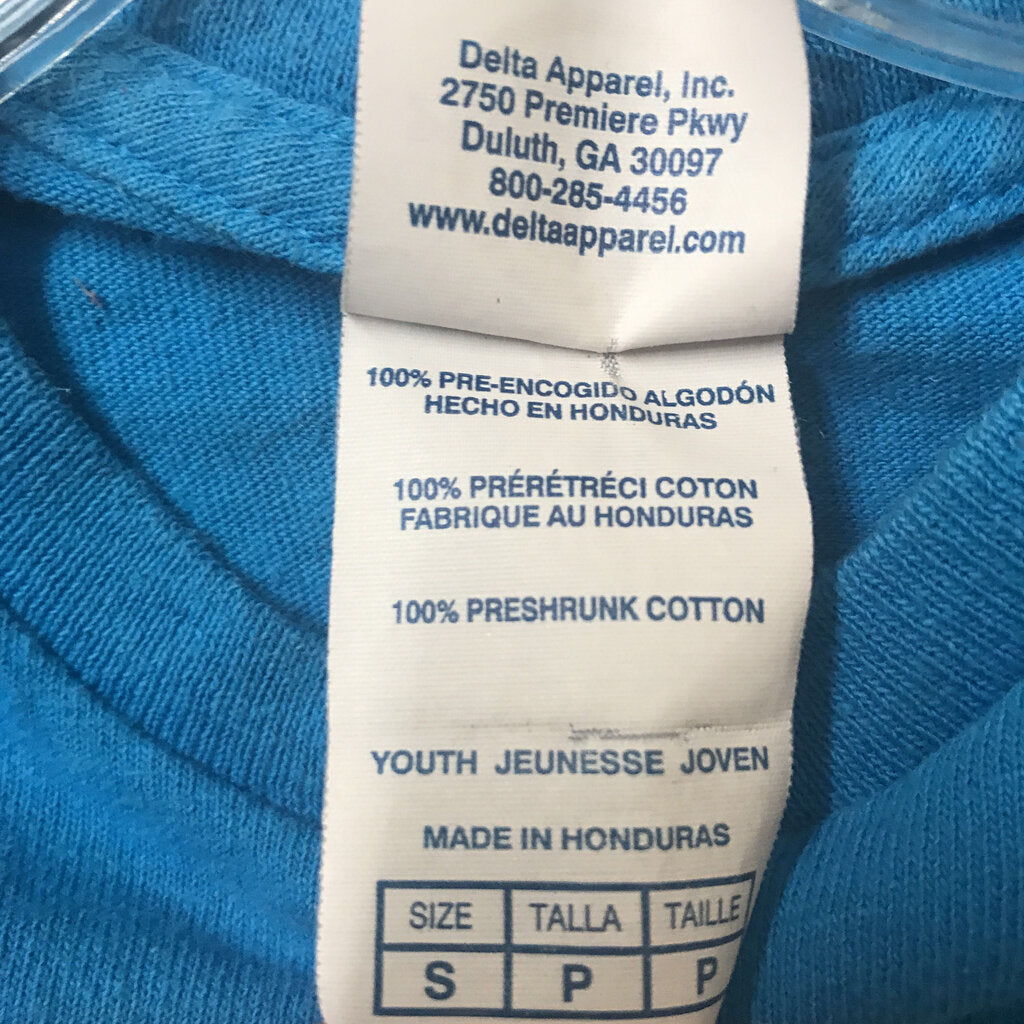 Delta Apparel, Inc.
2750 Premiere Pkwy
Duluth, GA 30097
800-285-4456
www.deltaapparel.com
100% PRE-ENCOGIDO ALGODÓN
HECHO EN HONDURAS
100% PRÉRÉTRÉCI COTON
FABRIQUE AU HONDURAS
100% PRESHRUNK COTTON
YOUTH JEUNESSE JOVEN
MADE IN HONDURAS
SIZE TALLA TAILLE
S P P